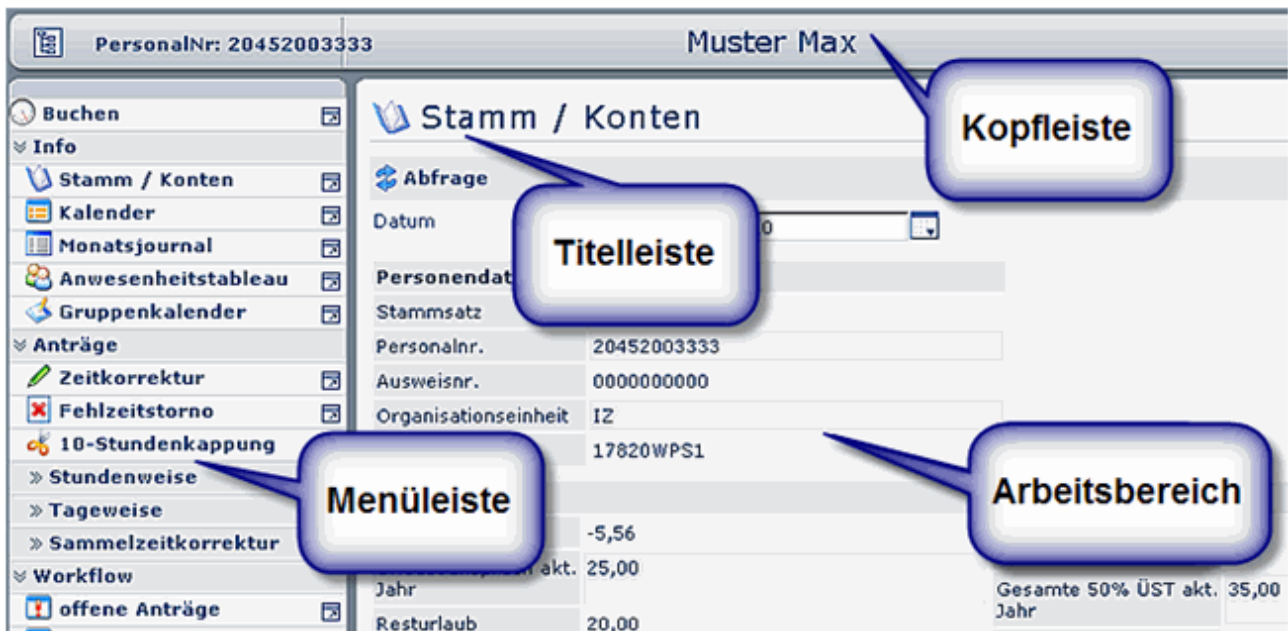 PersonalNr: 20452003333
Muster Max
Kopfleiste
Buchen
Info
Stamm / Konten
Kalender
Monatsjournal
Anwesenheitstableau
Gruppenkalender
Anträge
Zeitkorrektur
Fehlzeitstorno
10-Stundenkappung
Stundenweise
Tageweise
Sammelzeitkorrektur
Workflow
offene Anträge
Menüleiste
Stamm / Konten
Titelleiste
Abfrage
Datum
0
Personendat
Stammsatz
Personalnr. 20452003333
Ausweisnr. 0000000000
Organisationseinheit IZ
17820WPS1
Arbeitsbereich
-5,56
akt. 25,00
Jahr
Gesamte 50% ÜST akt. 35,00
Jahr
Resturlaub 20,00